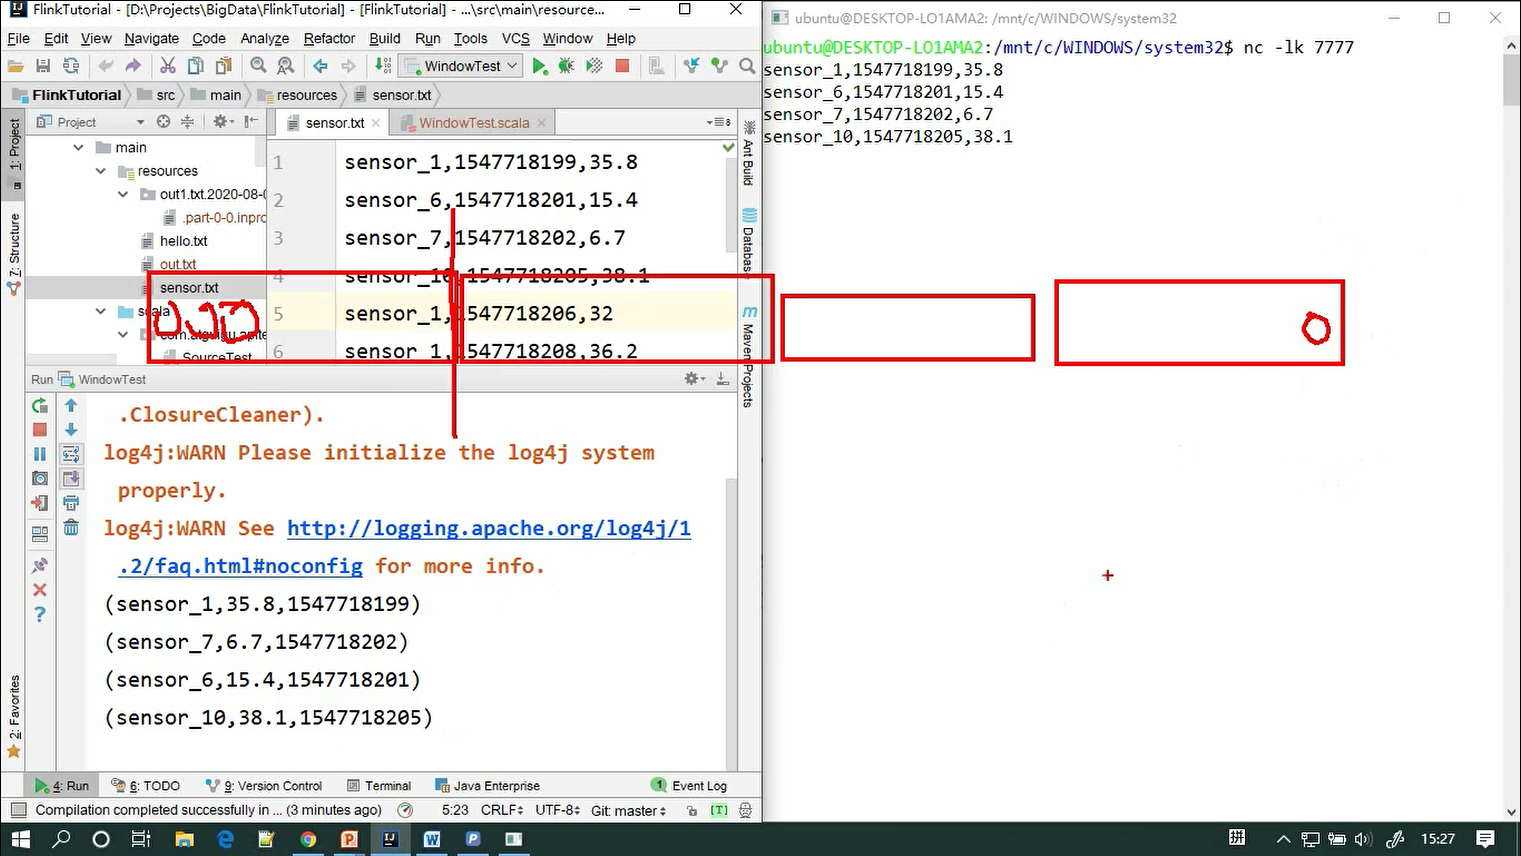 FlinkTutorial - [D:\Projects\BigData\FlinkTutorial] - [FlinkTutorial] - ...\src\main\resource...
File Edit View Navigate Code Analyze Refactor Build Run Tools VCS Window Help
WindowTest
FlinkTutorial src main resources sensor.txt
1: Project
7: Structure
2: Favorites
Project
main
resources
out1.txt.2020-08-0
.part-0-0.inpro
hello.txt
out.txt
sensor.txt
scala
com.atguigu.apite
SourceTest
sensor.txt WindowTest.scala
8
1 sensor_1,1547718199,35.8
2 sensor_6,1547718201,15.4
3 sensor_7,1547718202,6.7
4 sensor_10,1547718205,38.1
5 sensor_1,1547718206,32
6 sensor_1,1547718208,36.2
Ant Build
Database
Maven Projects
Run WindowTest
.ClosureCleaner).
log4j:WARN Please initialize the log4j system
properly.
log4j:WARN See http://logging.apache.org/log4j/1
.2/faq.html#noconfig for more info.
(sensor_1,35.8,1547718199)
(sensor_7,6.7,1547718202)
(sensor_6,15.4,1547718201)
(sensor_10,38.1,1547718205)
4: Run 6: TODO 9: Version Control Terminal Java Enterprise 1 Event Log
Compilation completed successfully in ... (3 minutes ago) 5:23 CRLF UTF-8 Git: master [T]
ubuntu@DESKTOP-LO1AMA2: /mnt/c/WINDOWS/system32
ubuntu@DESKTOP-LO1AMA2:/mnt/c/WINDOWS/system32$ nc -lk 7777
sensor_1,1547718199,35.8
sensor_6,1547718201,15.4
sensor_7,1547718202,6.7
sensor_10,1547718205,38.1
15:27